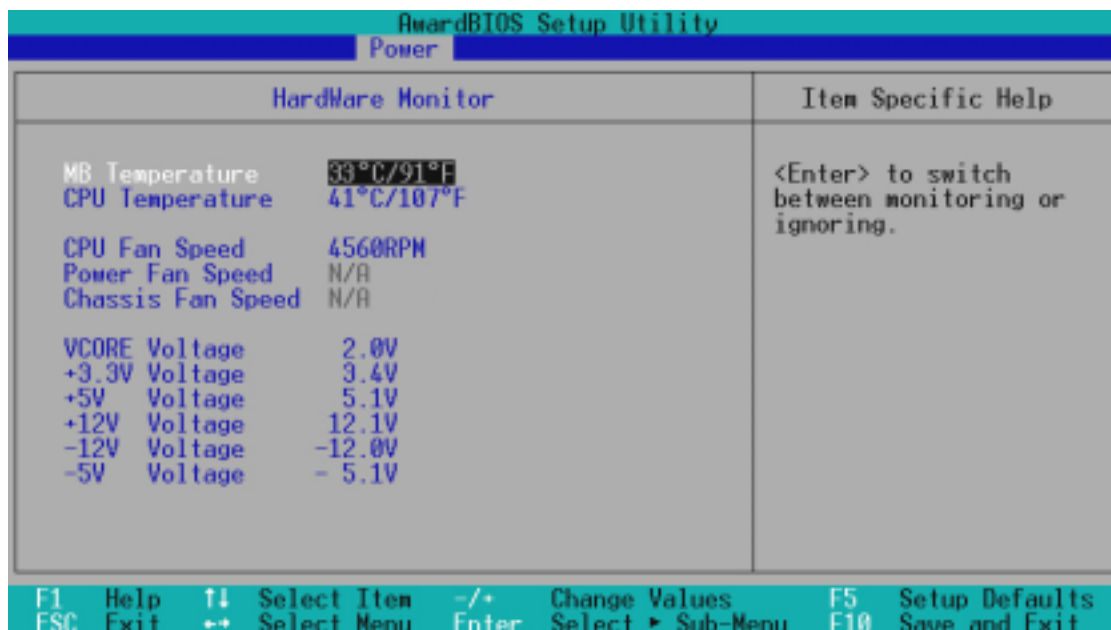 AwardBIOS Setup Utility
Power
HardWare Monitor
Item Specific Help
MB Temperature 33°C/91°F
CPU Temperature 41°C/107°F
CPU Fan Speed 4560RPM
Power Fan Speed N/A
Chassis Fan Speed N/A
VCORE Voltage 2.0V
+3.3V Voltage 3.4V
+5V Voltage 5.1V
+12V Voltage 12.1V
-12V Voltage -12.0V
-5V Voltage - 5.1V
<Enter> to switch
between monitoring or
ignoring.
F1 Help ↑↓ Select Item -/+ Change Values F5 Setup Defaults
ESC Exit ←→ Select Menu Enter Select ► Sub-Menu F10 Save and Exit